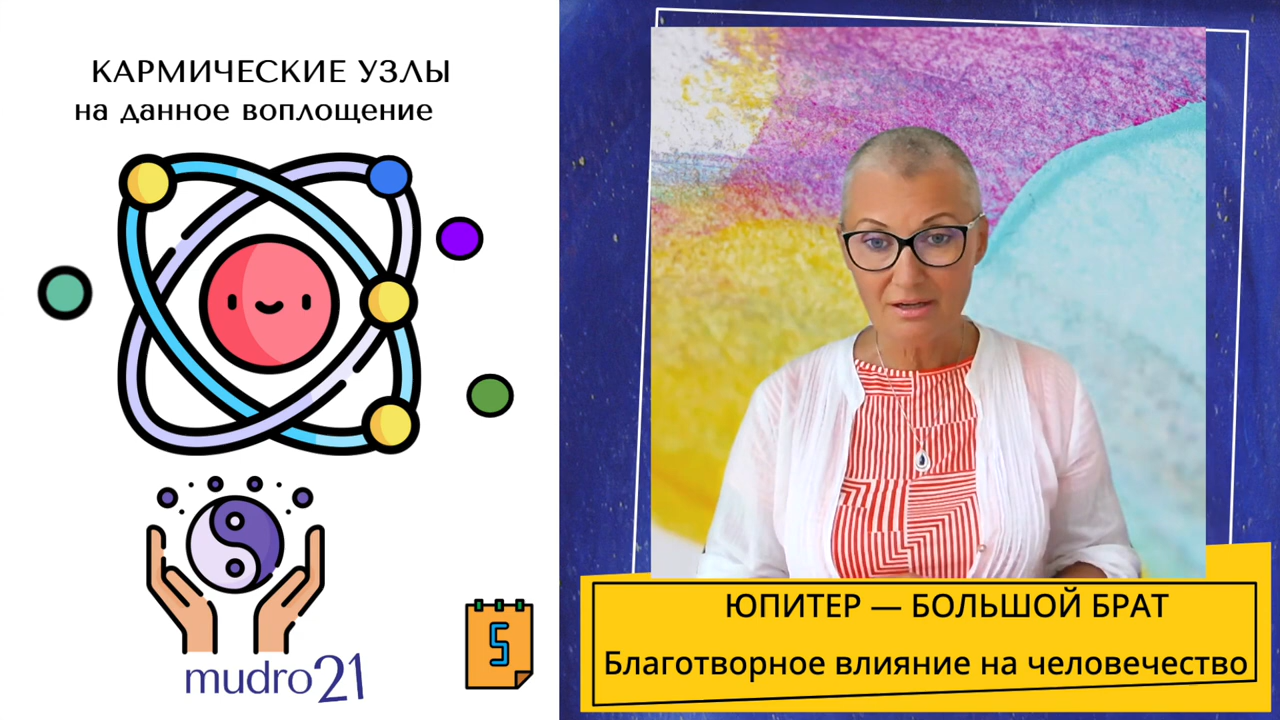 КАРМИЧЕСКИЕ УЗЛЫ
на данное воплощение
mudro21
5
ЮПИТЕР — БОЛЬШОЙ БРАТ
Благотворное влияние на человечество